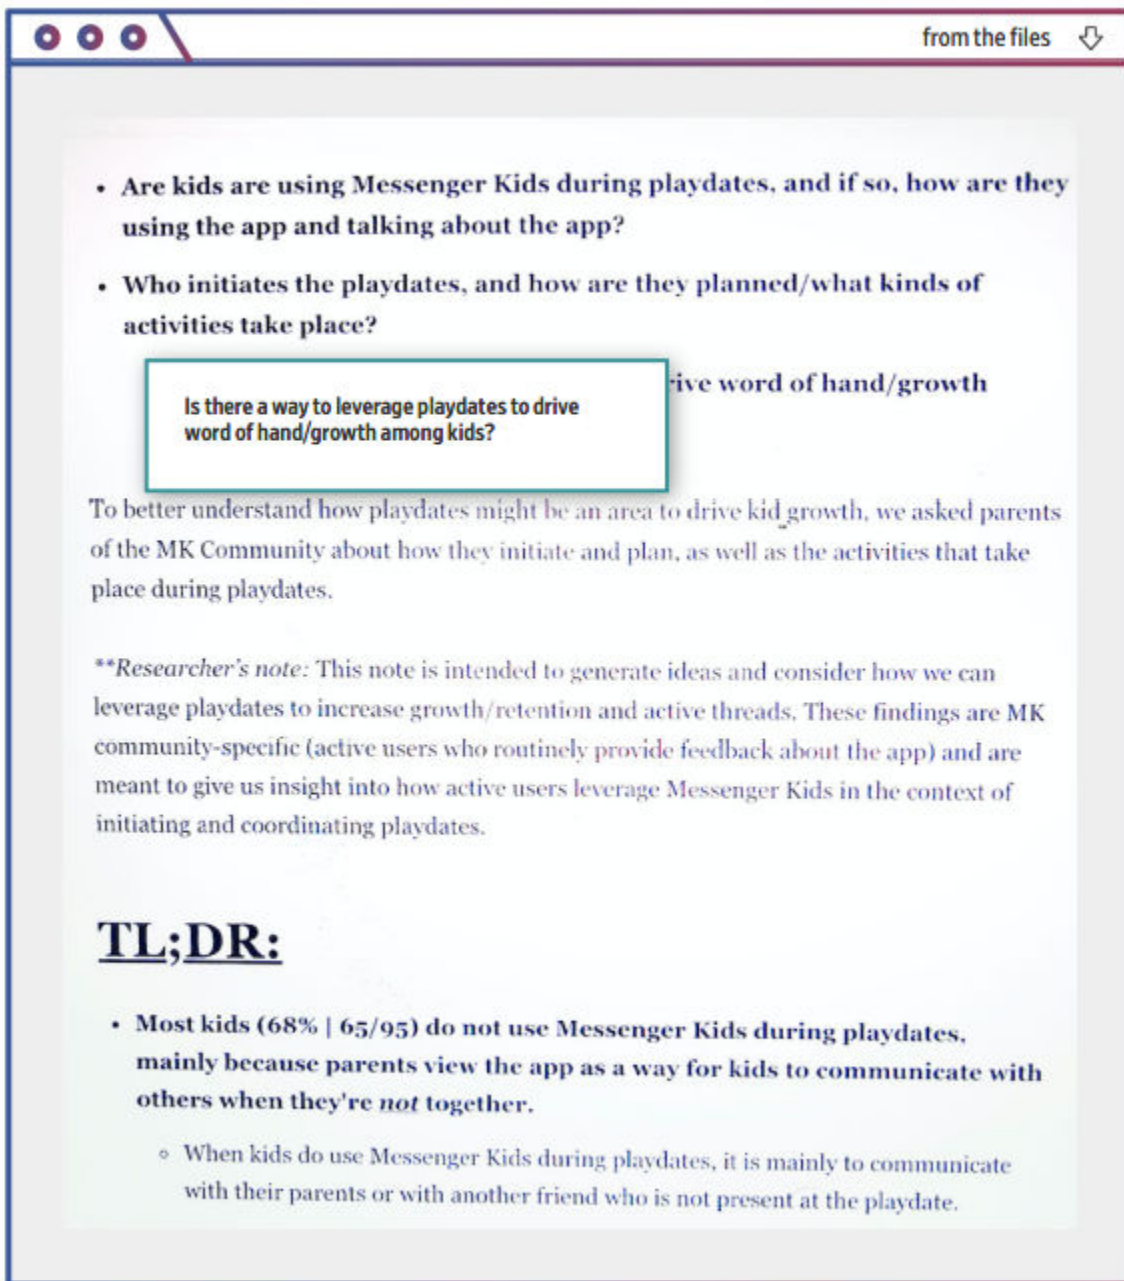 from the files
• Are kids are using Messenger Kids during playdates, and if so, how are they
using the app and talking about the app?
• Who initiates the playdates, and how are they planned/what kinds of
activities take place?
Is there a way to leverage playdates to drive
word of hand/growth among kids?
rive word of hand/growth
To better understand how playdates might be an area to drive kid growth, we asked parents
of the MK Community about how they initiate and plan, as well as the activities that take
place during playdates.
**Researcher's note: This note is intended to generate ideas and consider how we can
leverage playdates to increase growth/retention and active threads. These findings are MK
community-specific (active users who routinely provide feedback about the app) and are
meant to give us insight into how active users leverage Messenger Kids in the context of
initiating and coordinating playdates.
TL;DR:
• Most kids (68% | 65/95) do not use Messenger Kids during playdates,
mainly because parents view the app as a way for kids to communicate with
others when they're not together.
◦ When kids do use Messenger Kids during playdates, it is mainly to communicate
with their parents or with another friend who is not present at the playdate.